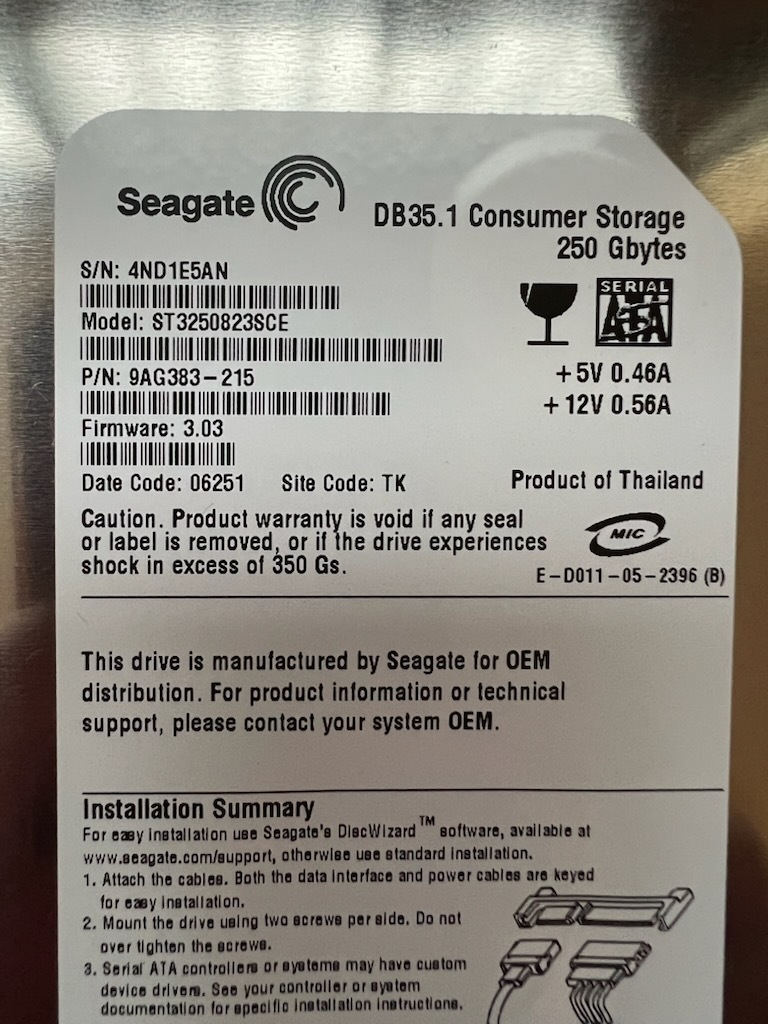 Seagate
DB35.1 Consumer Storage
250 Gbytes
S/N: 4ND1E5AN
Model: ST3250823SCE
SERIAL
ATA
P/N: 9AG383-215
+5V 0.46A
+12V 0.56A
Firmware: 3.03
Date Code: 06251 Site Code: TK Product of Thailand
Caution. Product warranty is void if any seal
or label is removed, or if the drive experiences
shock in excess of 350 Gs.
MIC
E-D011-05-2396 (B)
This drive is manufactured by Seagate for OEM
distribution. For product information or technical
support, please contact your system OEM.
Installation Summary
For easy installation use Seagate's DiscWizard™ software, available at
www.seagate.com/support, otherwise use standard installation.
1. Attach the cables. Both the data interface and power cables are keyed
for easy installation.
2. Mount the drive using two screws per side. Do not
over tighten the screws.
3. Serial ATA controllers or systems may have custom
device drivers. See your controller or system
documentation for specific installation instructions.